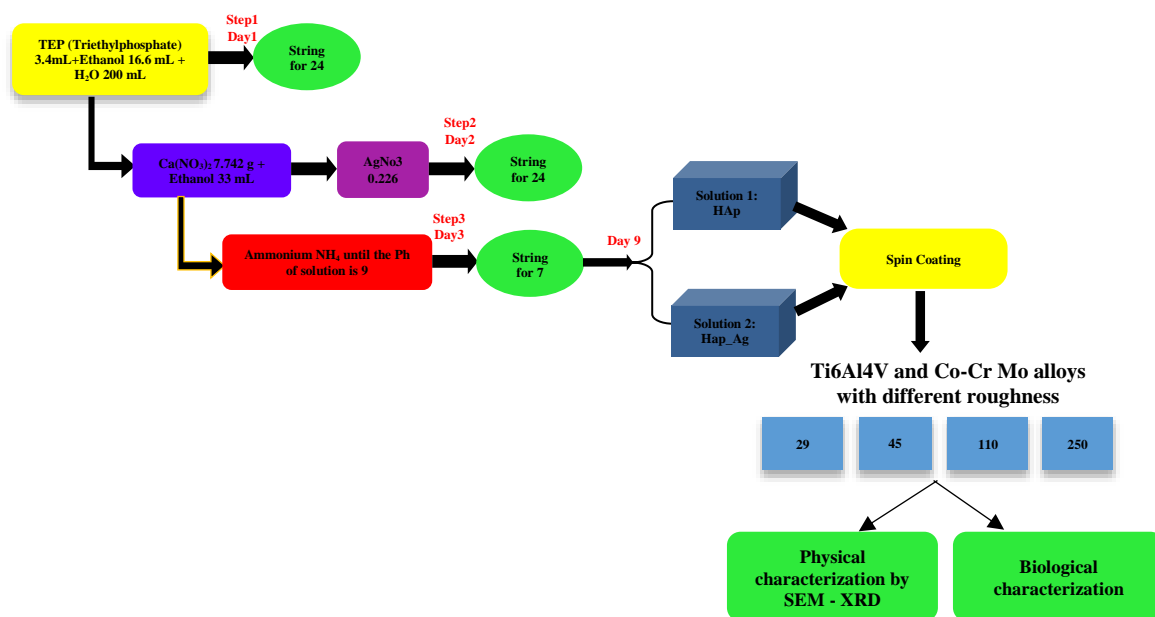 TEP (Triethylphosphate)
3.4mL+Ethanol 16.6 mL +
H₂O 200 mL
Step1
Day1
String
for 24
Ca(NO₃)₂ 7.742 g +
Ethanol 33 mL
AgNo3
0.226
Step2
Day2
String
for 24
Ammonium NH₄ until the Ph
of solution is 9
Step3
Day3
String
for 7
Day 9
Solution 1:
HAp
Solution 2:
Hap_Ag
Spin Coating
Ti6Al4V and Co-Cr Mo alloys
with different roughness
29
45
110
250
Physical
characterization by
SEM - XRD
Biological
characterization